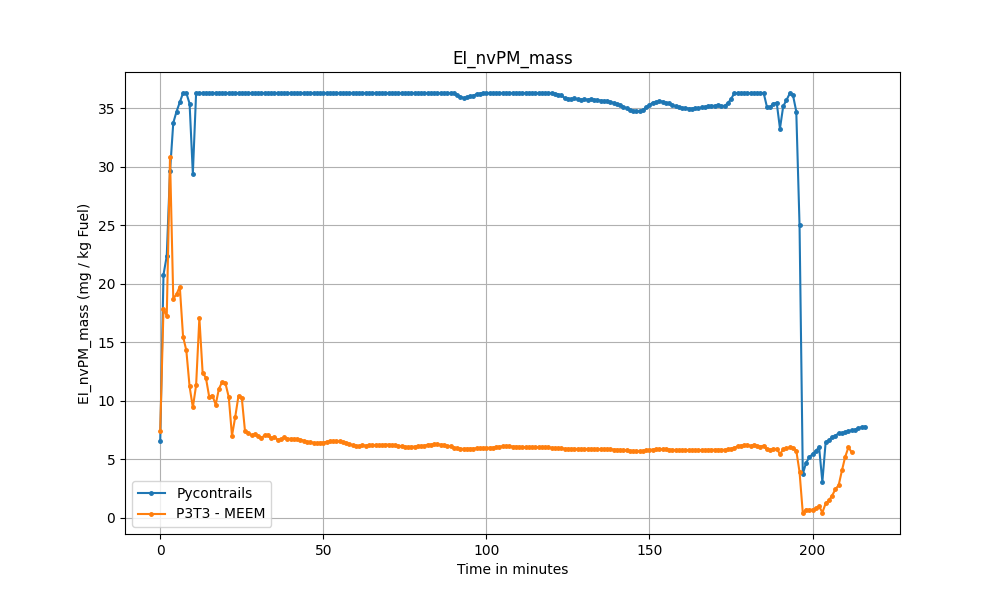 EI_nvPM_mass
EI_nvPM_mass (mg / kg Fuel)
35
30
25
20
15
10
5
0
Pycontrails
P3T3 - MEEM
0 50 100 150 200
Time in minutes